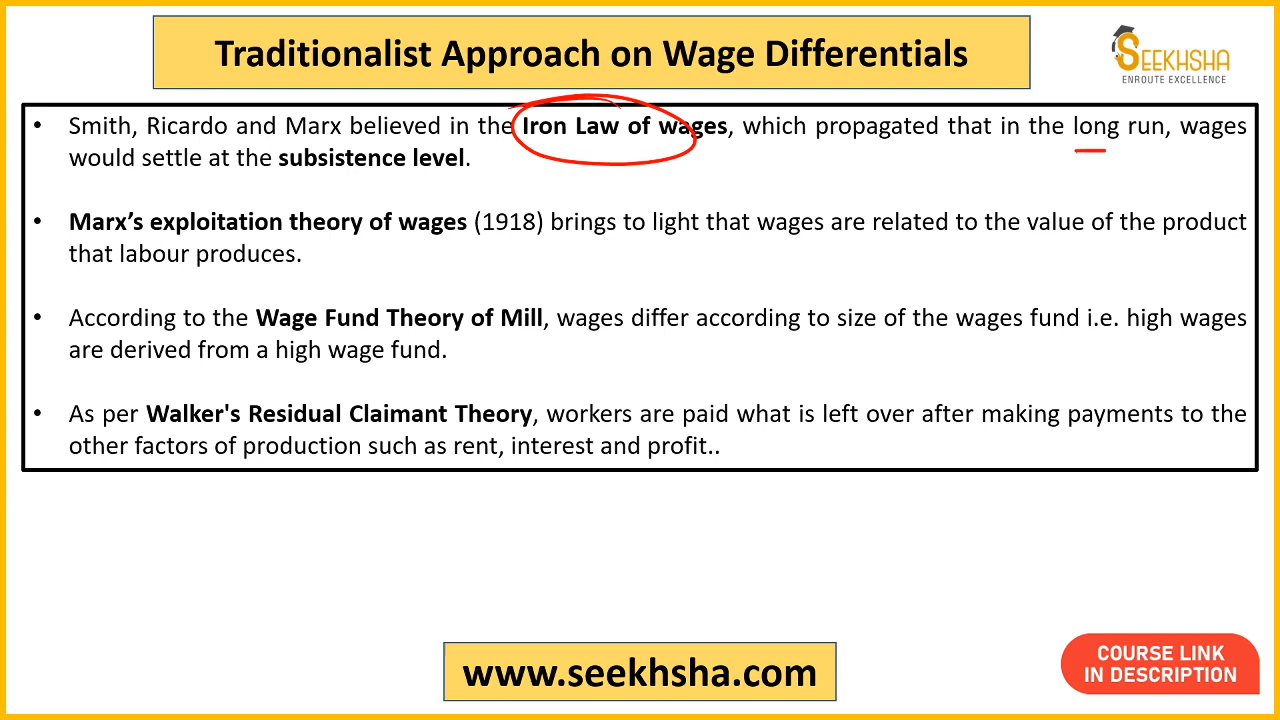 Traditionalist Approach on Wage Differentials
SEEKHSHA
ENROUTE EXCELLENCE
• Smith, Ricardo and Marx believed in the Iron Law of wages, which propagated that in the long run, wages
would settle at the subsistence level.
• Marx’s exploitation theory of wages (1918) brings to light that wages are related to the value of the product
that labour produces.
• According to the Wage Fund Theory of Mill, wages differ according to size of the wages fund i.e. high wages
are derived from a high wage fund.
• As per Walker's Residual Claimant Theory, workers are paid what is left over after making payments to the
other factors of production such as rent, interest and profit..
www.seekhsha.com
COURSE LINK
IN DESCRIPTION